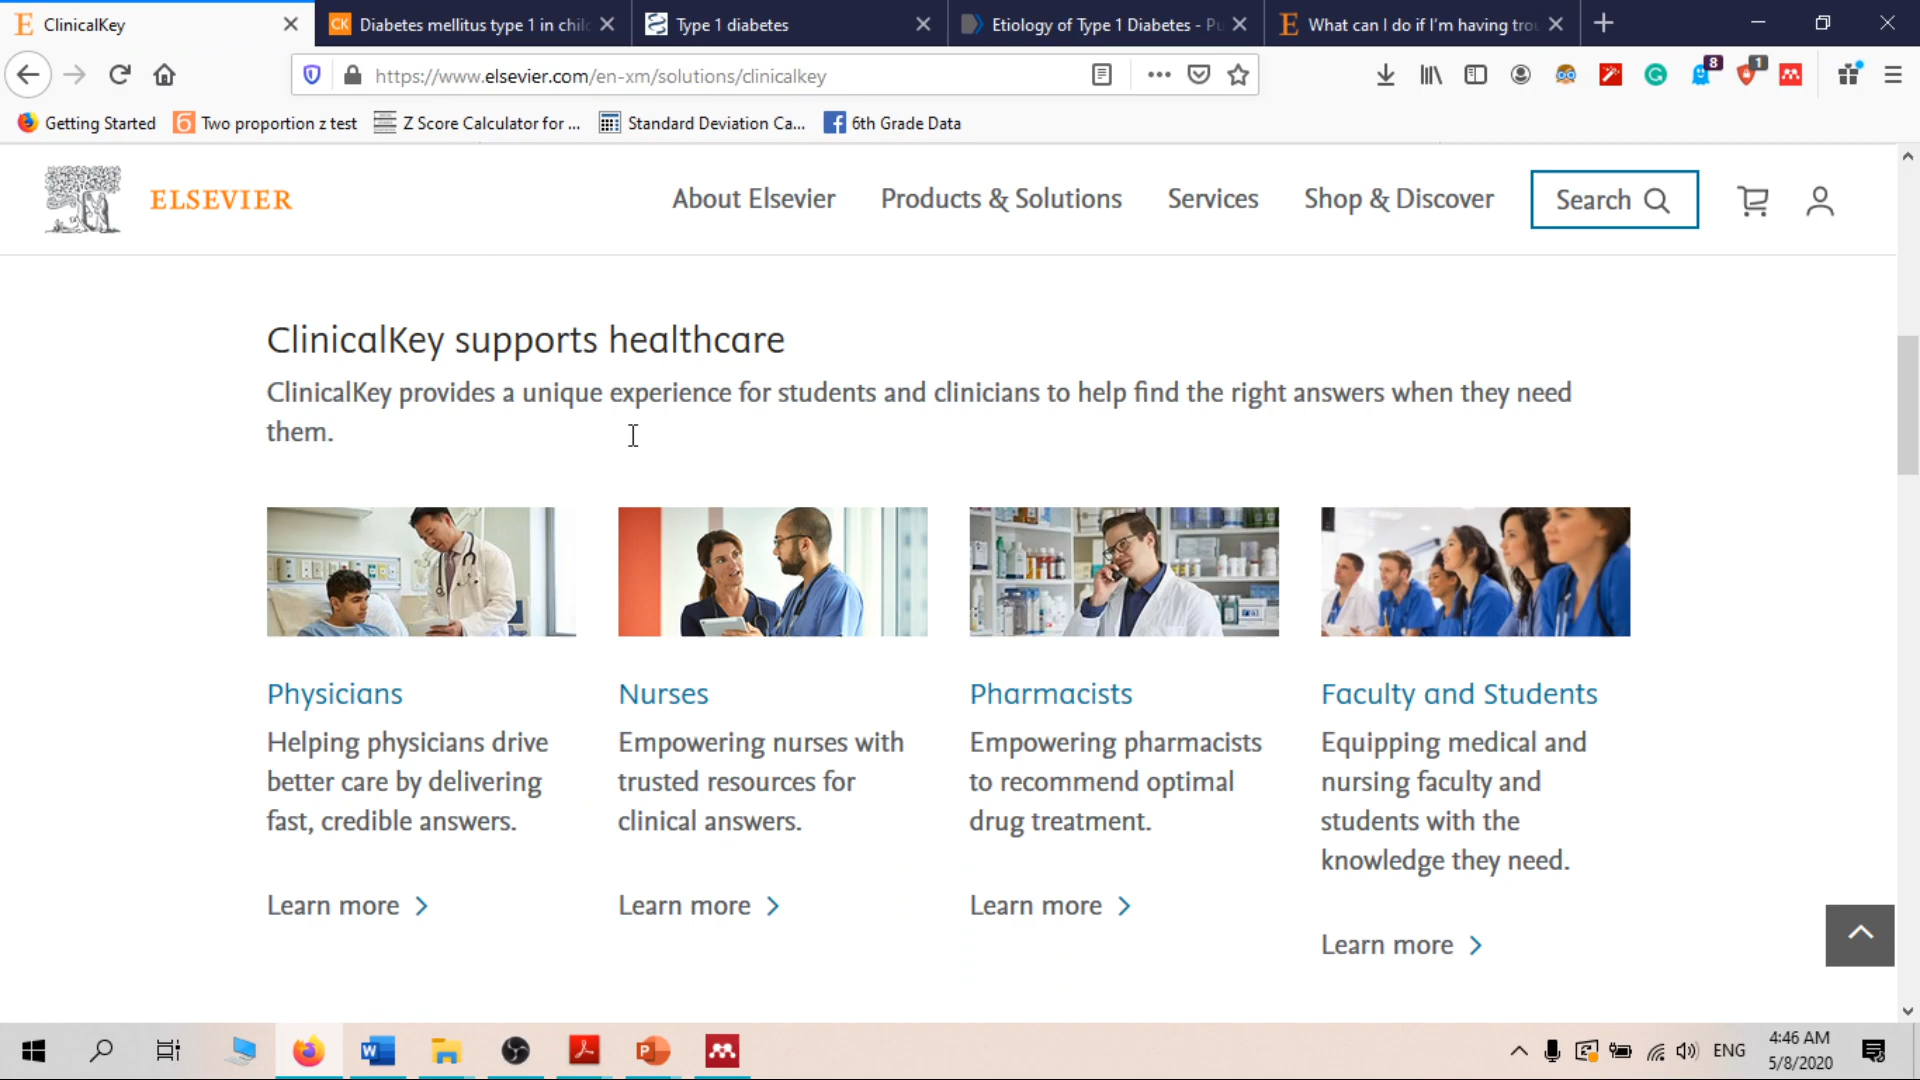 ClinicalKey
Diabetes mellitus type 1 in chil
Type 1 diabetes
Etiology of Type 1 Diabetes - Pu
What can I do if I'm having trou
https://www.elsevier.com/en-xm/solutions/clinicalkey
8
1
Getting Started
Two proportion z test
Z Score Calculator for ...
Standard Deviation Ca...
6th Grade Data
ELSEVIER
About Elsevier
Products & Solutions
Services
Shop & Discover
Search
ClinicalKey supports healthcare
ClinicalKey provides a unique experience for students and clinicians to help find the right answers when they need
them.
Physicians
Helping physicians drive
better care by delivering
fast, credible answers.
Learn more
Nurses
Empowering nurses with
trusted resources for
clinical answers.
Learn more
Pharmacists
Empowering pharmacists
to recommend optimal
drug treatment.
Learn more
Faculty and Students
Equipping medical and
nursing faculty and
students with the
knowledge they need.
Learn more
ENG
4:46 AM
5/8/2020